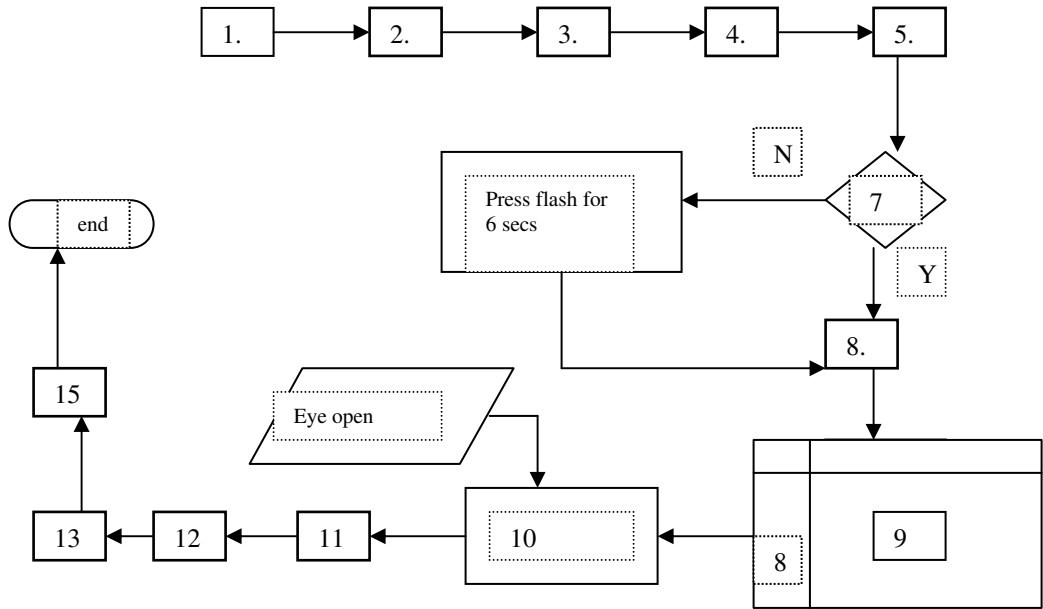 1.
2.
3.
4.
5.
N
7
Press flash for
6 secs
Y
8.
end
Eye open
15
9
8
10
11
12
13